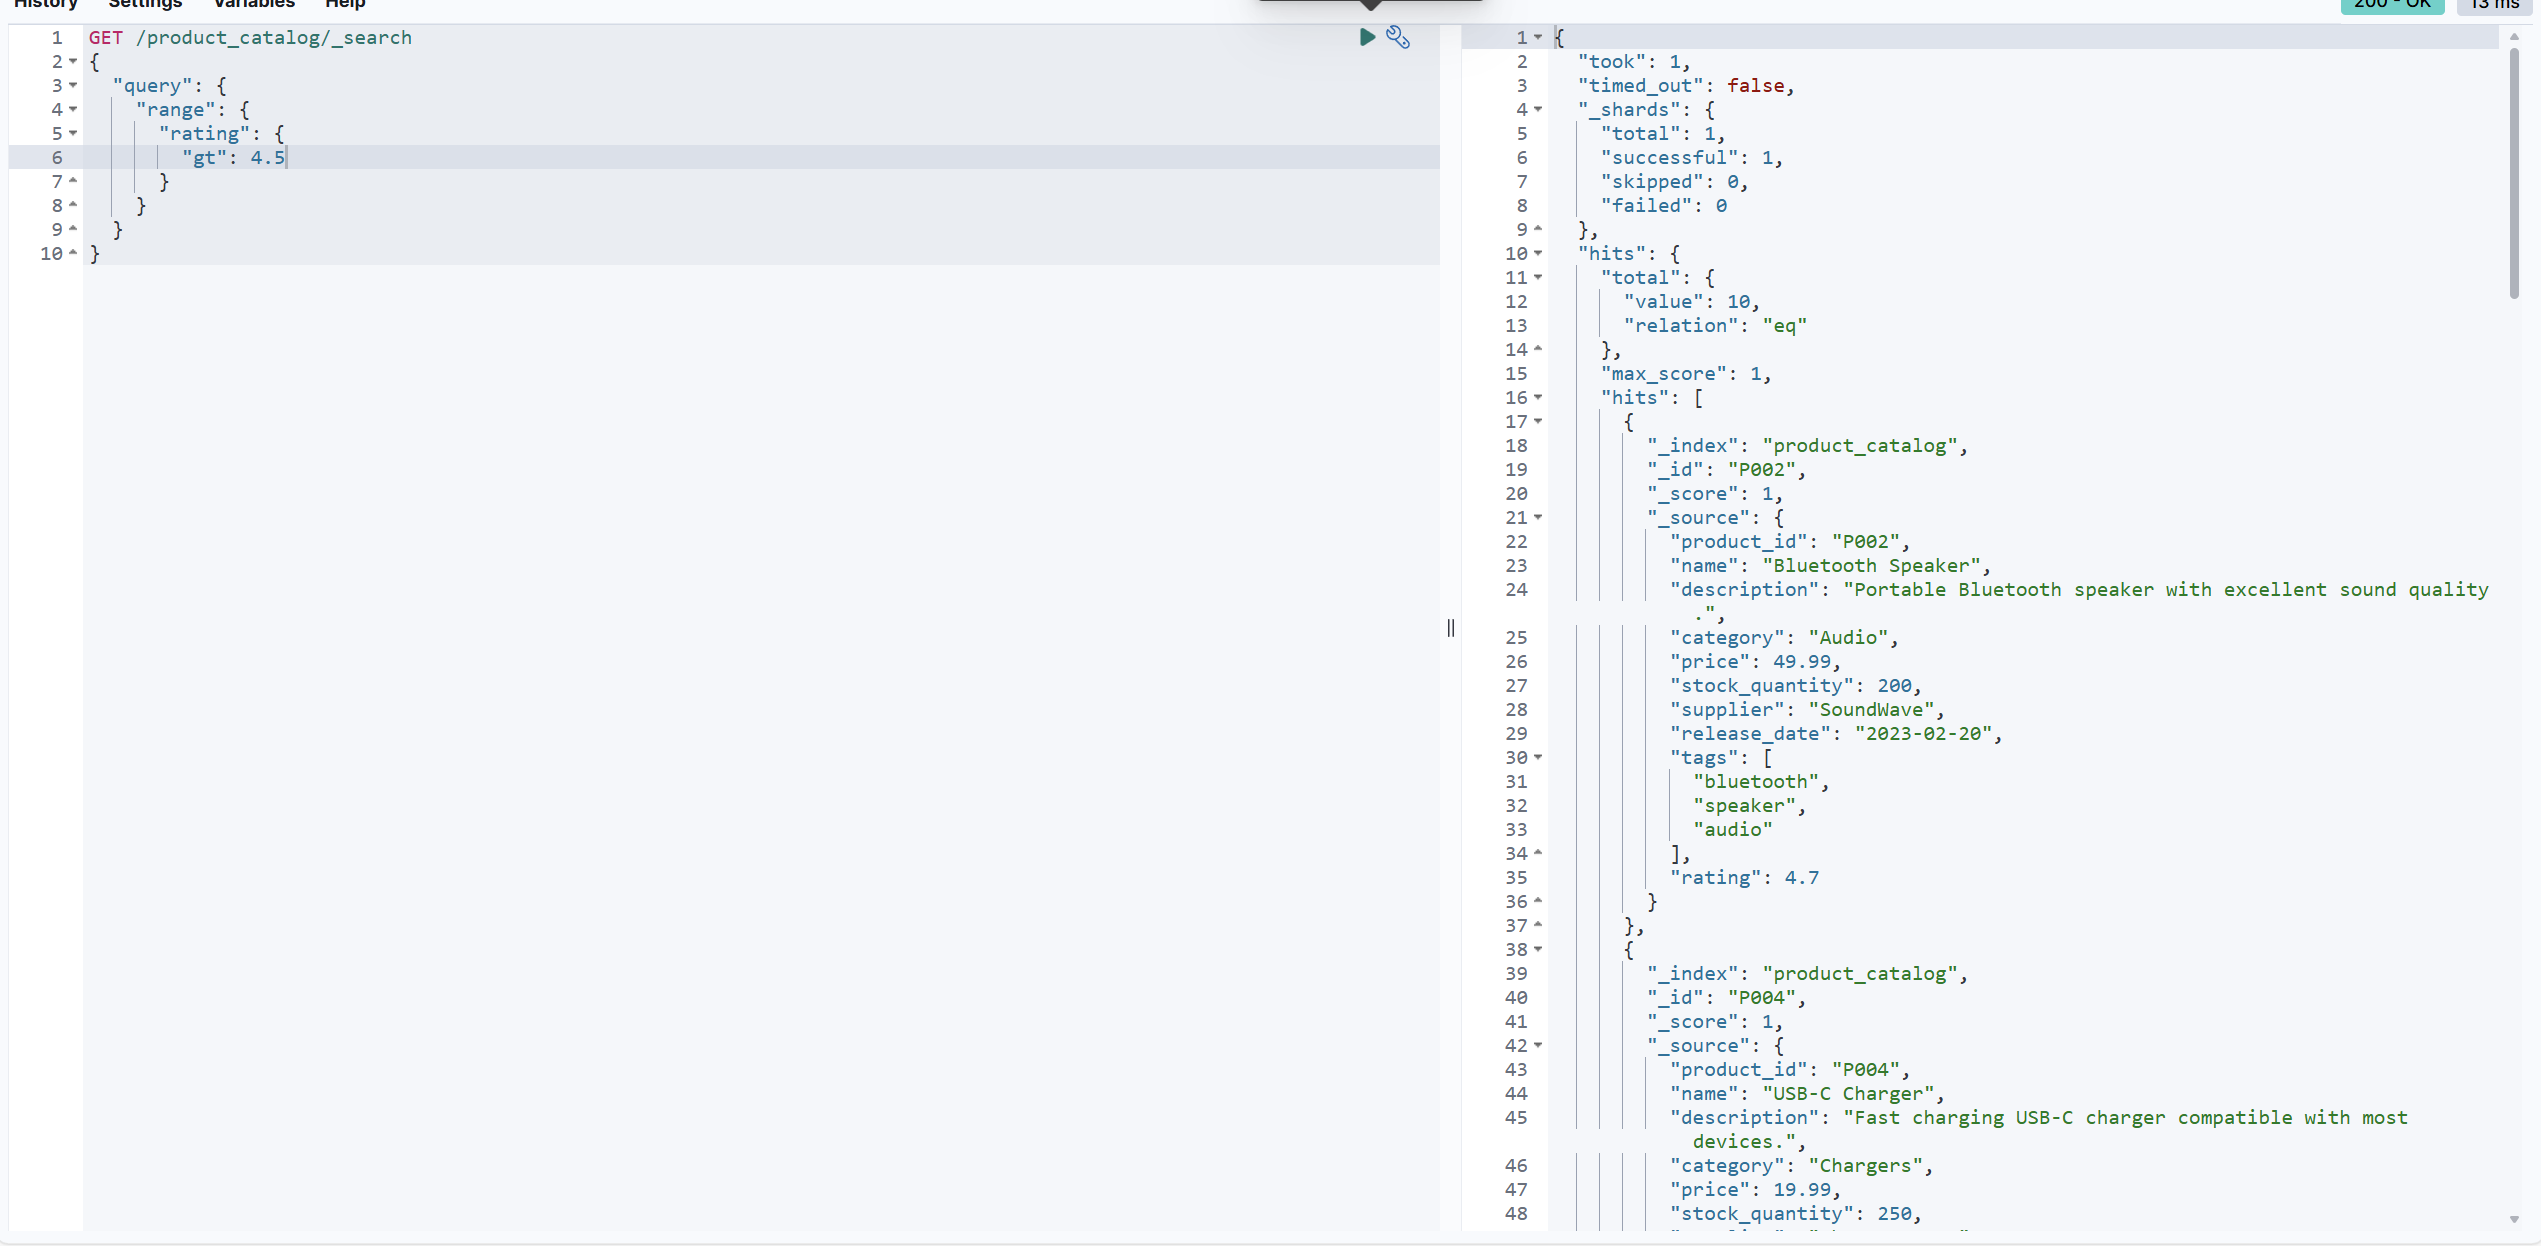 History Settings Variables Help
200 - OK 13 ms
1 GET /product_catalog/_search
2 {
3 "query": {
4 "range": {
5 "rating": {
6 "gt": 4.5
7 }
8 }
9 }
10 }
1 {
2 "took": 1,
3 "timed_out": false,
4 "_shards": {
5 "total": 1,
6 "successful": 1,
7 "skipped": 0,
8 "failed": 0
9 },
10 "hits": {
11 "total": {
12 "value": 10,
13 "relation": "eq"
14 },
15 "max_score": 1,
16 "hits": [
17 {
18 "_index": "product_catalog",
19 "_id": "P002",
20 "_score": 1,
21 "_source": {
22 "product_id": "P002",
23 "name": "Bluetooth Speaker",
24 "description": "Portable Bluetooth speaker with excellent sound quality
.",
25 "category": "Audio",
26 "price": 49.99,
27 "stock_quantity": 200,
28 "supplier": "SoundWave",
29 "release_date": "2023-02-20",
30 "tags": [
31 "bluetooth",
32 "speaker",
33 "audio"
34 ],
35 "rating": 4.7
36 }
37 },
38 {
39 "_index": "product_catalog",
40 "_id": "P004",
41 "_score": 1,
42 "_source": {
43 "product_id": "P004",
44 "name": "USB-C Charger",
45 "description": "Fast charging USB-C charger compatible with most
devices.",
46 "category": "Chargers",
47 "price": 19.99,
48 "stock_quantity": 250,